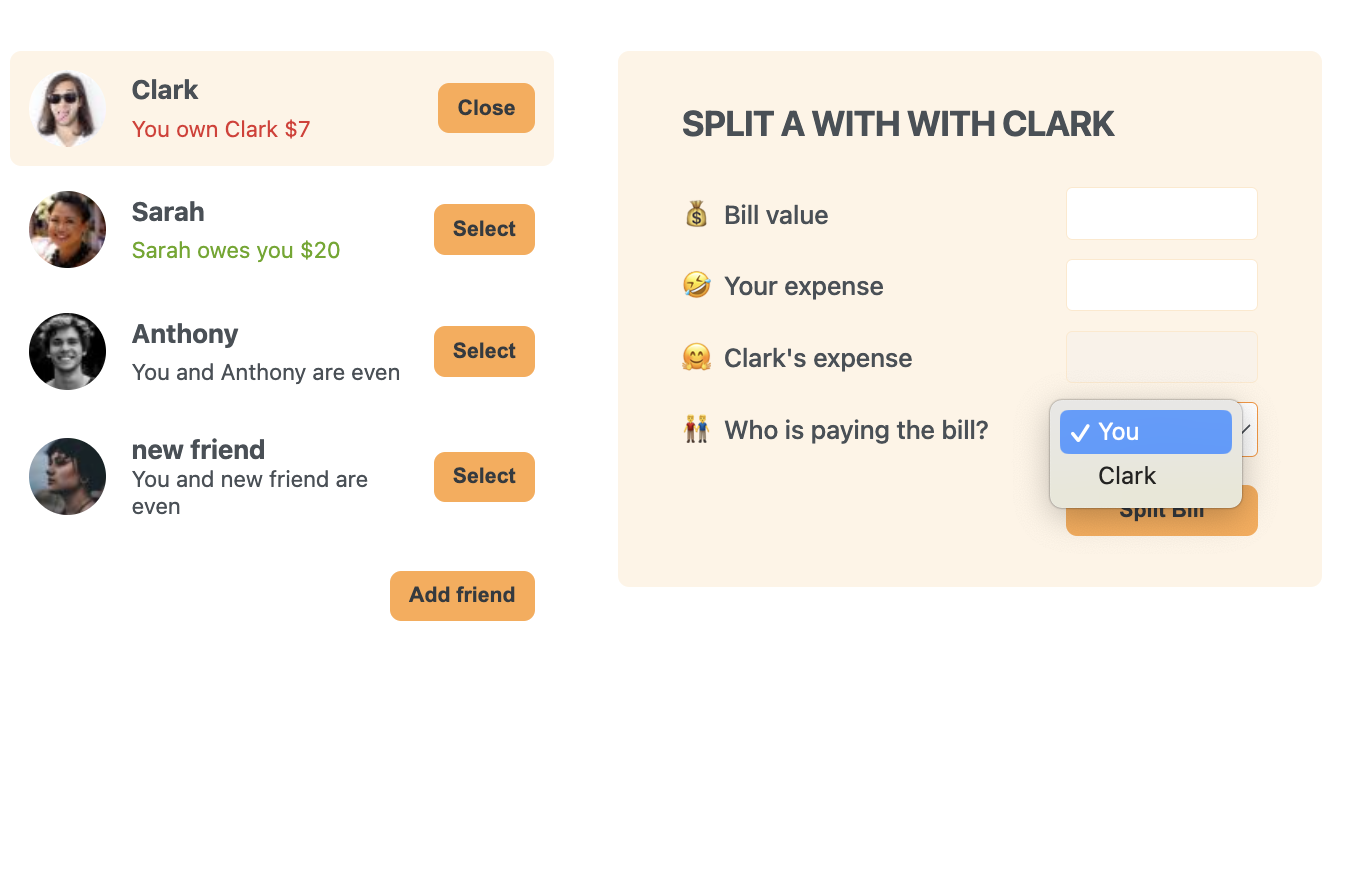 Clark
You own Clark $7
Close
Sarah
Sarah owes you $20
Select
Anthony
You and Anthony are even
Select
new friend
You and new friend are
even
Select
Add friend
SPLIT A WITH WITH CLARK
💰 Bill value
🤣 Your expense
🤗 Clark's expense
👬 Who is paying the bill?
✓ You
Clark
Split Bill